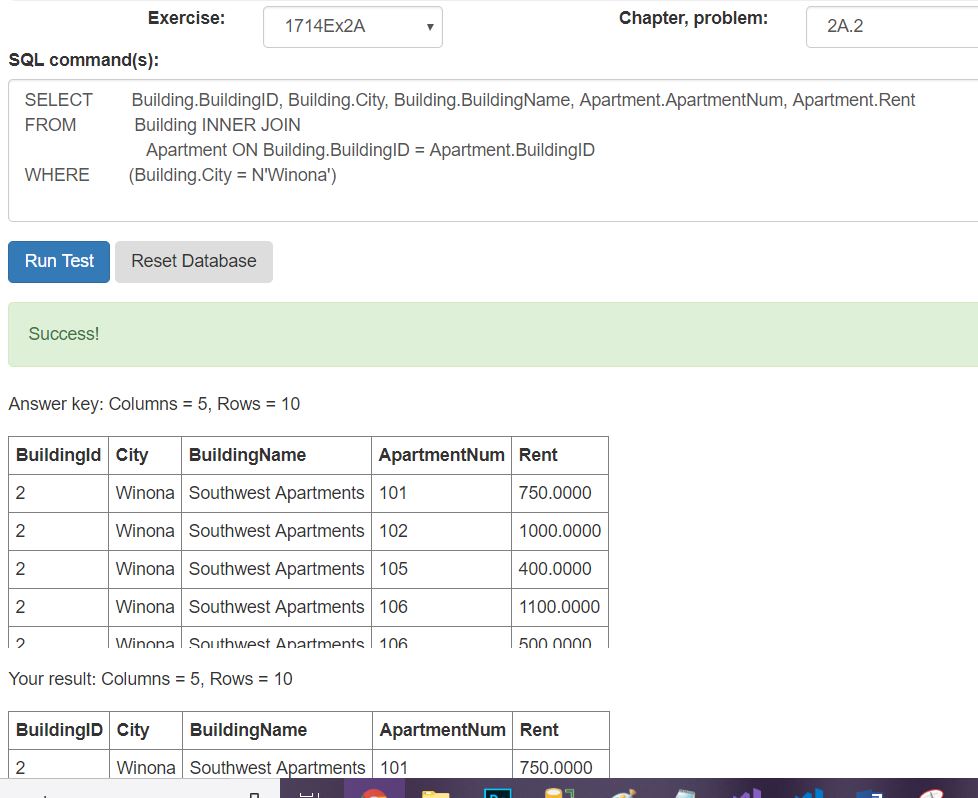 Exercise: 1714Ex2A Chapter, problem: 2A.2
SQL command(s):
SELECT Building.BuildingID, Building.City, Building.BuildingName, Apartment.ApartmentNum, Apartment.Rent
FROM Building INNER JOIN
Apartment ON Building.BuildingID = Apartment.BuildingID
WHERE (Building.City = N'Winona')
Run Test Reset Database
Success!
Answer key: Columns = 5, Rows = 10
BuildingId City BuildingName ApartmentNum Rent
2 Winona Southwest Apartments 101 750.0000
2 Winona Southwest Apartments 102 1000.0000
2 Winona Southwest Apartments 105 400.0000
2 Winona Southwest Apartments 106 1100.0000
2 Winona Southwest Apartments 106 500.0000
Your result: Columns = 5, Rows = 10
BuildingID City BuildingName ApartmentNum Rent
2 Winona Southwest Apartments 101 750.0000